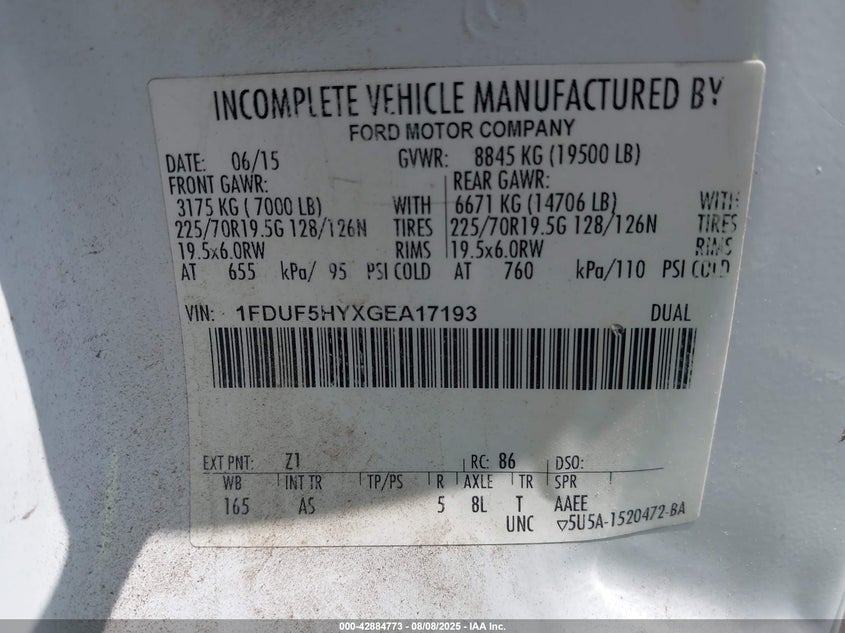 INCOMPLETE VEHICLE MANUFACTURED BY
FORD MOTOR COMPANY
DATE: 06/15 GVWR: 8845 KG (19500 LB)
FRONT GAWR: REAR GAWR:
3175 KG ( 7000 LB) WITH 6671 KG (14706 LB) WITH
225/70R19.5G 128/126N TIRES 225/70R19.5G 128/126N TIRES
19.5x6.0RW RIMS 19.5x6.0RW RIMS
AT 655 kPa/ 95 PSI COLD AT 760 kPa/110 PSI COLD
VIN: 1FDUF5HYXGEA17193 DUAL
EXT PNT: Z1 RC: 86 DSO:
WB INT TR TP/PS R AXLE TR SPR
165 AS 5 8L T AAEE
UNC ▽5U5A-1520472-BA
000-42884773 - 08/08/2025 - IAA Inc.